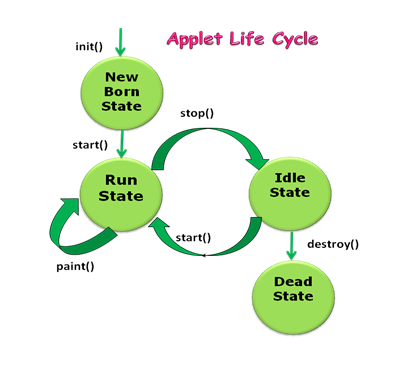 Applet Life Cycle
init()
New
Born
State
start()
stop()
Run
State
Idle
State
start()
paint()
destroy()
Dead
State